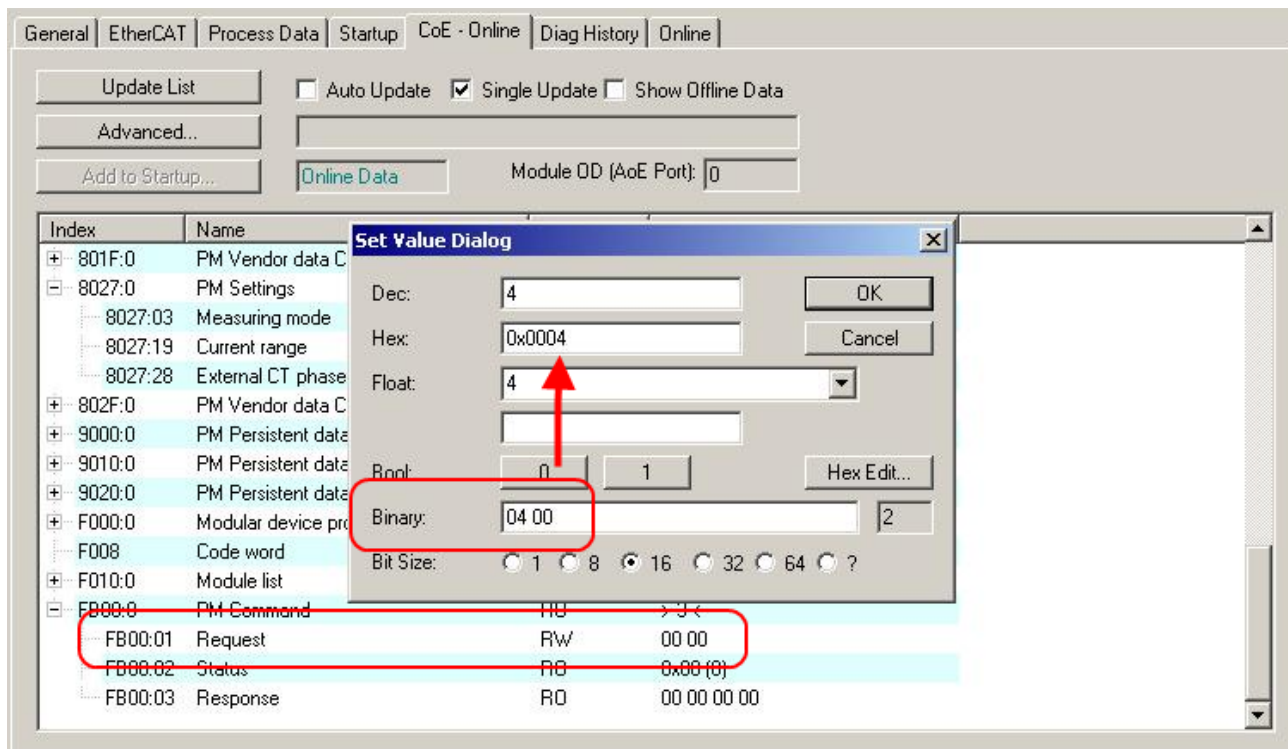 General EtherCAT Process Data Startup CoE - Online Diag History Online
Update List Auto Update Single Update Show Offline Data
Advanced...
Add to Startup... Online Data Module OD (AoE Port): 0
Index Name
801F:0 PM Vendor data C
8027:0 PM Settings
8027:03 Measuring mode
8027:19 Current range
8027:28 External CT phase
802F:0 PM Vendor data C
9000:0 PM Persistent data
9010:0 PM Persistent data
9020:0 PM Persistent data
F000:0 Modular device pro
F008 Code word
F010:0 Module list
FB00:0 PM Command RO > 3 <
FB00:01 Request RW 00 00
FB00:02 Status RO 0x00 (0)
FB00:03 Response RO 00 00 00 00
Set Value Dialog
Dec: 4 OK
Hex: 0x0004 Cancel
Float: 4
Bool: 0 1 Hex Edit...
Binary: 04 00 2
Bit Size: 1 8 16 32 64 ?